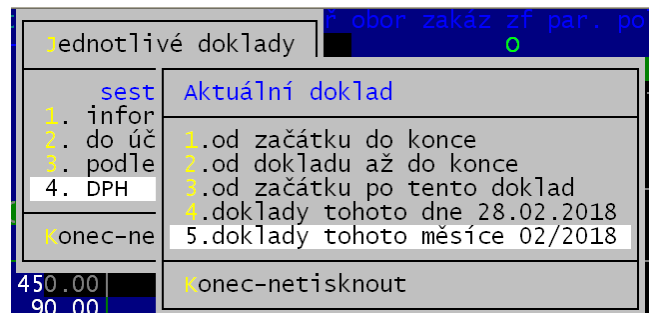 ř obor zakáz zf par. po
Jednotlivé doklady
O
sest
1. infor
2. do úč
3. podle
4. DPH
Konec-ne
Aktuální doklad
1.od začátku do konce
2.od dokladu až do konce
3.od začátku po tento doklad
4.doklady tohoto dne 28.02.2018
5.doklady tohoto měsíce 02/2018
Konec-netisknout
450.00
90.00